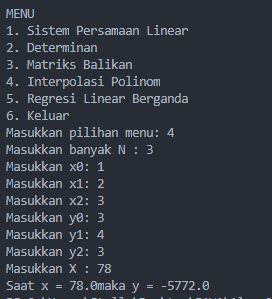 MENU
1. Sistem Persamaan Linear
2. Determinan
3. Matriks Balikan
4. Interpolasi Polinom
5. Regresi Linear Berganda
6. Keluar
Masukkan pilihan menu: 4
Masukkan banyak N : 3
Masukkan x0: 1
Masukkan x1: 2
Masukkan x2: 3
Masukkan y0: 3
Masukkan y1: 4
Masukkan y2: 3
Masukkan X : 78
Saat x = 78.0maka y = -5772.0